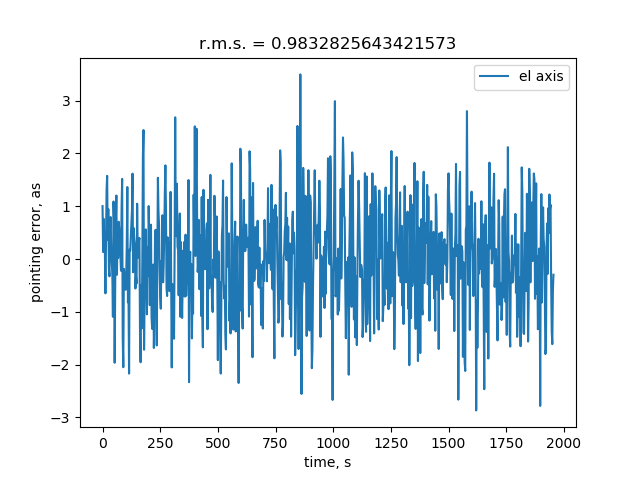 r.m.s. = 0.9832825643421573
el axis
pointing error, as
3
2
1
0
−1
−2
−3
0 250 500 750 1000 1250 1500 1750 2000
time, s